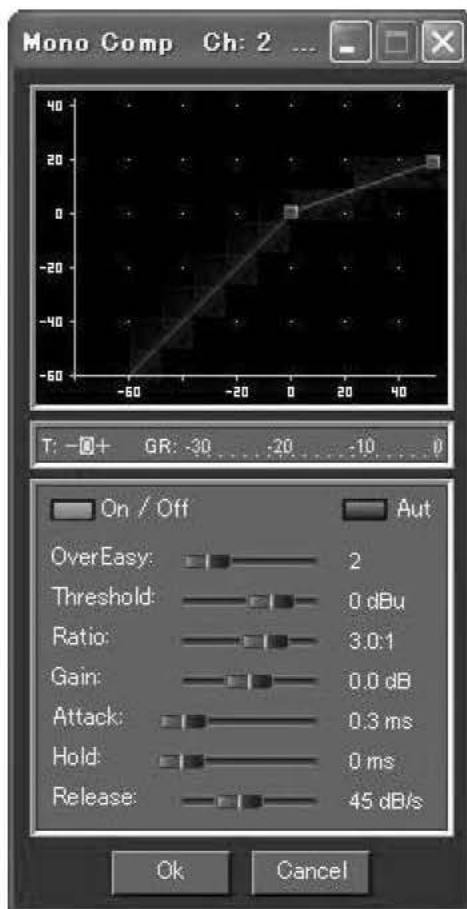 Mono Comp Ch: 2 ...
40
20
0
-20
-40
-60
-60 -20 0 20 40
T: -0+ GR: -30 -20 -10 0
On / Off Aut
OverEasy: 2
Threshold: 0 dBu
Ratio: 3.0:1
Gain: 0.0 dB
Attack: 0.3 ms
Hold: 0 ms
Release: 45 dB/s
Ok Cancel